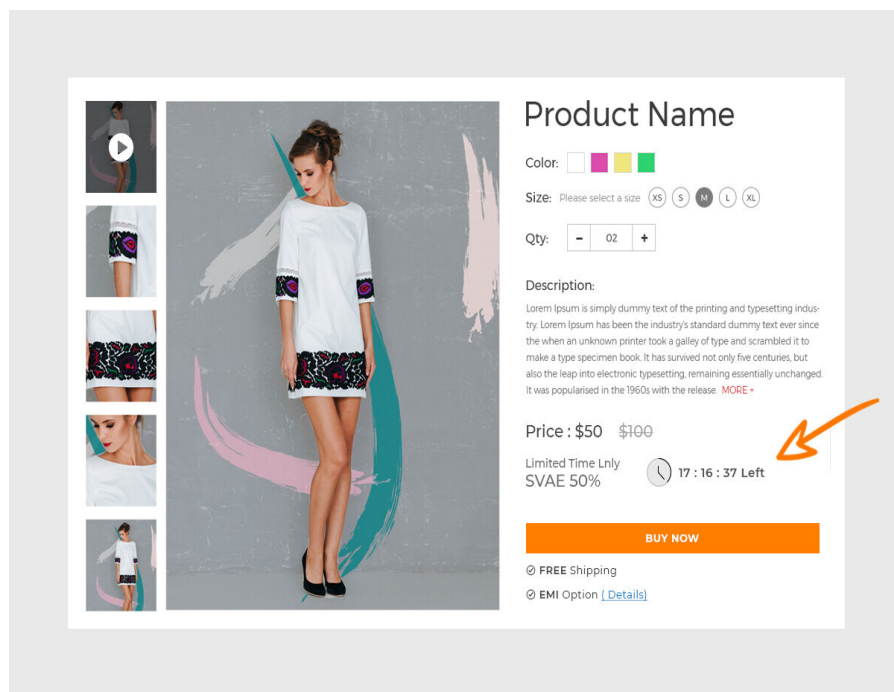 Product Name
Color:
Size: Please select a size XS S M L XL
Qty: - 02 +
Description:
Lorem Ipsum is simply dummy text of the printing and typesetting indus-
try. Lorem Ipsum has been the industry's standard dummy text ever since
the when an unknown printer took a galley of type and scrambled it to
make a type specimen book. It has survived not only five centuries, but
also the leap into electronic typesetting, remaining essentially unchanged.
It was popularised in the 1960s with the release. MORE +
Price : $50 $100
Limited Time Lnly
SVAE 50%
17 : 16 : 37 Left
BUY NOW
FREE Shipping
EMI Option ( Details)